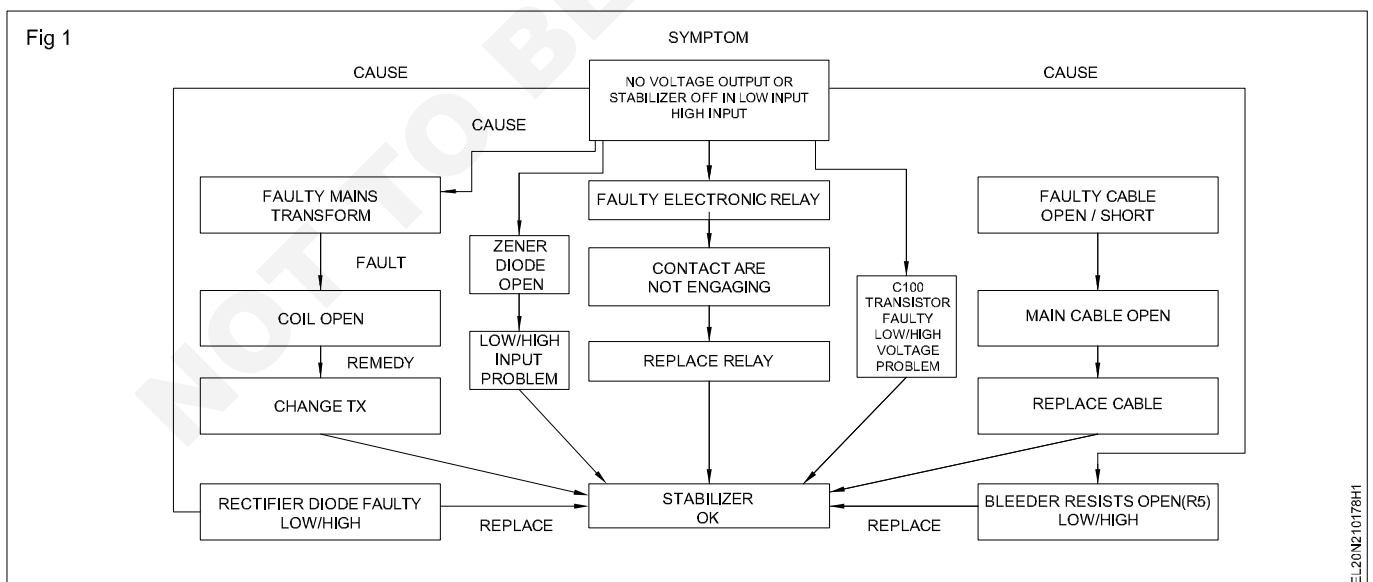 Fig 1
SYMPTOM
CAUSE
NO VOLTAGE OUTPUT OR
STABILIZER OFF IN LOW INPUT
HIGH INPUT
CAUSE
CAUSE
FAULTY MAINS
TRANSFORM
FAULT
COIL OPEN
REMEDY
CHANGE TX
ZENER
DIODE
OPEN
LOW/HIGH
INPUT
PROBLEM
FAULTY ELECTRONIC RELAY
CONTACT ARE
NOT ENGAGING
REPLACE RELAY
C100
TRANSISTOR
FAULTY
LOW/HIGH
VOLTAGE
PROBLEM
FAULTY CABLE
OPEN / SHORT
MAIN CABLE OPEN
REPLACE CABLE
RECTIFIER DIODE FAULTY
LOW/HIGH
REPLACE
STABILIZER
OK
REPLACE
BLEEDER RESISTS OPEN(R5)
LOW/HIGH
EL20N210178H1
NOT TO BE